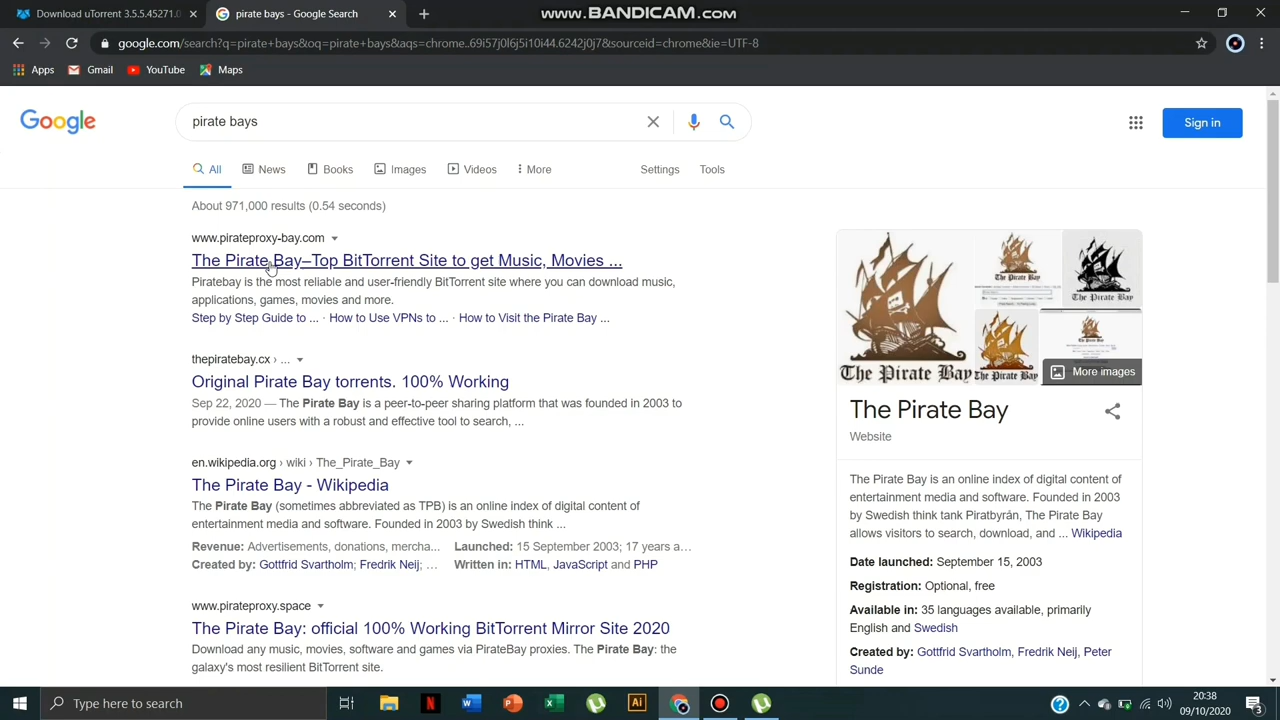 Download uTorrent 3.5.5.45271.0
pirate bays - Google Search
www.BANDICAM.com
google.com/search?q=pirate+bays&oq=pirate+bays&aqs=chrome..69i57j0l6j5i10i44.6242j0j7&sourceid=chrome&ie=UTF-8
Apps
Gmail
YouTube
Maps
Google
pirate bays
Sign in
All
News
Books
Images
Videos
More
Settings
Tools
About 971,000 results (0.54 seconds)
www.pirateproxy-bay.com
The Pirate Bay–Top BitTorrent Site to get Music, Movies ...
Piratebay is the most reliable and user-friendly BitTorrent site where you can download music,
applications, games, movies and more.
Step by Step Guide to ... · How to Use VPNs to ... · How to Visit the Pirate Bay ...
thepiratebay.cx › ...
Original Pirate Bay torrents. 100% Working
Sep 22, 2020 — The Pirate Bay is a peer-to-peer sharing platform that was founded in 2003 to
provide online users with a robust and effective tool to search, ...
en.wikipedia.org › wiki › The_Pirate_Bay
The Pirate Bay - Wikipedia
The Pirate Bay (sometimes abbreviated as TPB) is an online index of digital content of
entertainment media and software. Founded in 2003 by Swedish think ...
Revenue: Advertisements, donations, mercha... Launched: 15 September 2003; 17 years a...
Created by: Gottfrid Svartholm; Fredrik Neij; ... Written in: HTML, JavaScript and PHP
www.pirateproxy.space
The Pirate Bay: official 100% Working BitTorrent Mirror Site 2020
Download any music, movies, software and games via PirateBay proxies. The Pirate Bay: the
galaxy's most resilient BitTorrent site.
The Pirate Bay
The Pirate Bay
The Pirate Bay
The Pirate Bay
The Pirate Bay
More images
The Pirate Bay
Website
The Pirate Bay is an online index of digital content of
entertainment media and software. Founded in 2003
by Swedish think tank Piratbyrån, The Pirate Bay
allows visitors to search, download, and ... Wikipedia
Date launched: September 15, 2003
Registration: Optional, free
Available in: 35 languages available, primarily
English and Swedish
Created by: Gottfrid Svartholm, Fredrik Neij, Peter
Sunde
Type here to search
Ai
20:38
09/10/2020
3